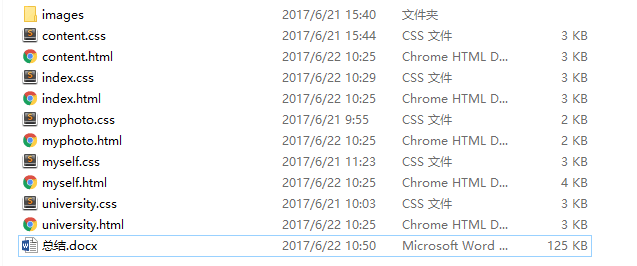 images 2017/6/21 15:40 文件夹
content.css 2017/6/21 15:44 CSS 文件 3 KB
content.html 2017/6/22 10:25 Chrome HTML D... 3 KB
index.css 2017/6/22 10:29 CSS 文件 3 KB
index.html 2017/6/22 10:25 Chrome HTML D... 3 KB
myphoto.css 2017/6/21 9:55 CSS 文件 2 KB
myphoto.html 2017/6/22 10:25 Chrome HTML D... 2 KB
myself.css 2017/6/21 11:23 CSS 文件 3 KB
myself.html 2017/6/22 10:25 Chrome HTML D... 4 KB
university.css 2017/6/21 10:03 CSS 文件 3 KB
university.html 2017/6/22 10:25 Chrome HTML D... 3 KB
总结.docx 2017/6/22 10:50 Microsoft Word ... 125 KB